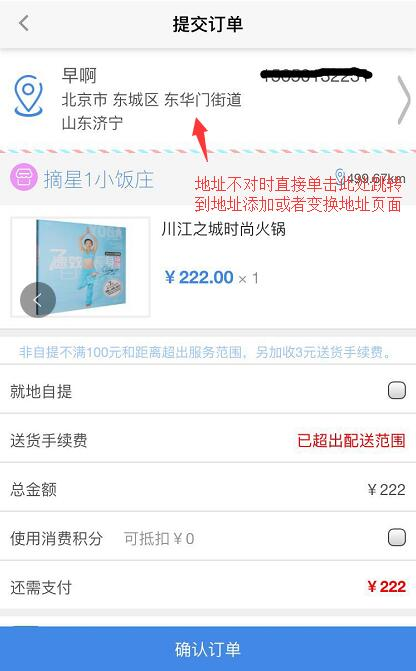 提交订单
早啊
北京市 东城区 东华门街道
山东济宁
摘星1小饭庄
地址不对时直接单击此处跳转
到地址添加或者变换地址页面
499.67km
川江之城时尚火锅
￥222.00 × 1
非自提不满100元和距离超出服务范围，另加收3元送货手续费。
就地自提
送货手续费
已超出配送范围
总金额
￥222
使用消费积分
可抵扣￥0
还需支付
￥222
确认订单